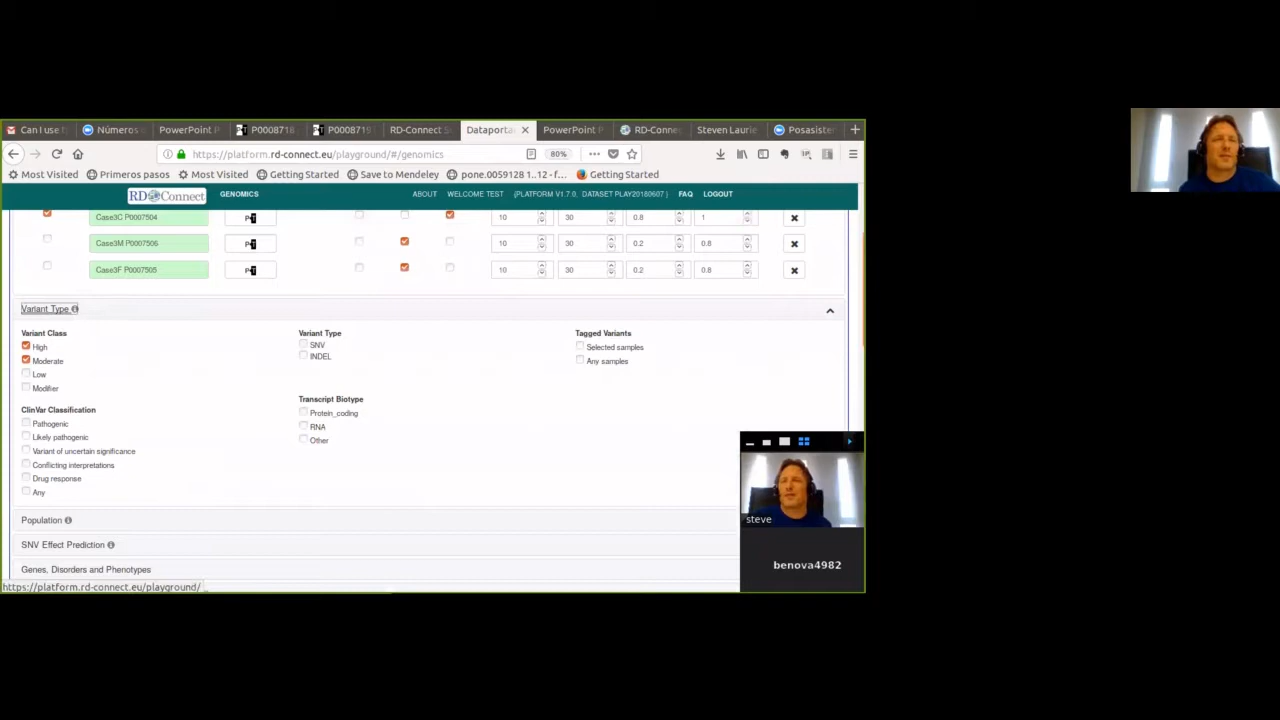 Can I use f
Números
PowerPoint P
P0008718
P0008719
RD-Connect S
Dataporta
PowerPoint P
RD-Conne
Steven Laurie
Posasister
https://platform.rd-connect.eu/playground/#/genomics
80%
Most Visited
Primeros pasos
Most Visited
Getting Started
Save to Mendeley
pone.0059128 1..12 - f...
Getting Started
RD Connect
GENOMICS
ABOUT
WELCOME TEST
(PLATFORM V1.7.0, DATASET PLAY20180607 )
FAQ
LOGOUT
Case3C P0007504
10
30
0.8
1
Case3M P0007506
10
30
0.2
0.8
Case3F P0007505
10
30
0.2
0.8
Variant Type
Variant Class
High
Moderate
Low
Modifier
Variant Type
SNV
INDEL
Tagged Variants
Selected samples
Any samples
ClinVar Classification
Pathogenic
Likely pathogenic
Variant of uncertain significance
Conflicting interpretations
Drug response
Any
Transcript Biotype
Protein_coding
RNA
Other
Population
SNV Effect Prediction
Genes, Disorders and Phenotypes
https://platform.rd-connect.eu/playground/
steve
benova4982